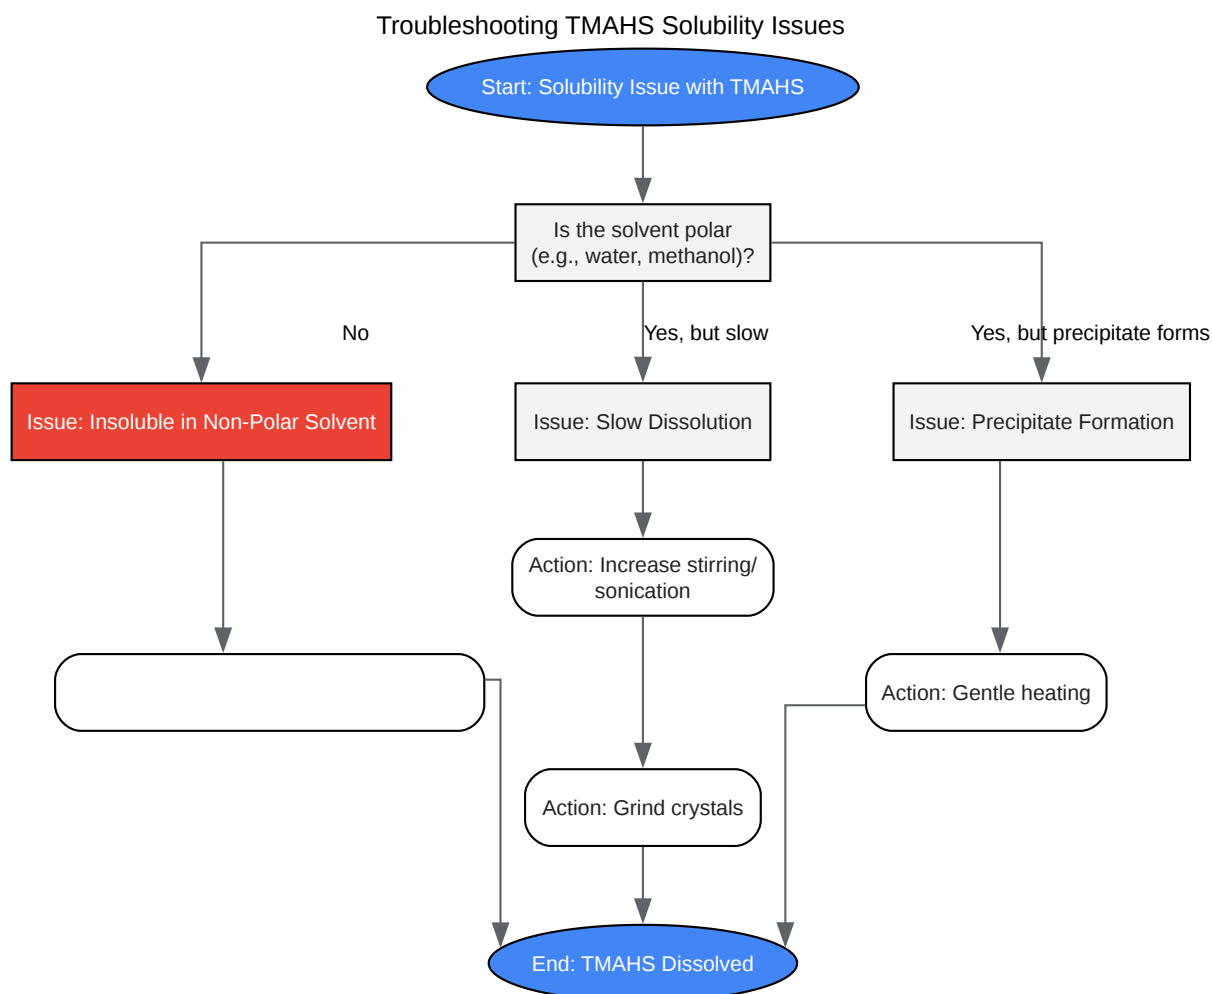 Troubleshooting TMAHS Solubility Issues
Start: Solubility Issue with TMAHS
Is the solvent polar
(e.g., water, methanol)?
No
Yes, but slow
Yes, but precipitate forms
Issue: Insoluble in Non-Polar Solvent
Issue: Slow Dissolution
Issue: Precipitate Formation
Action: Increase stirring/
sonication
Action: Gentle heating
Action: Grind crystals
End: TMAHS Dissolved